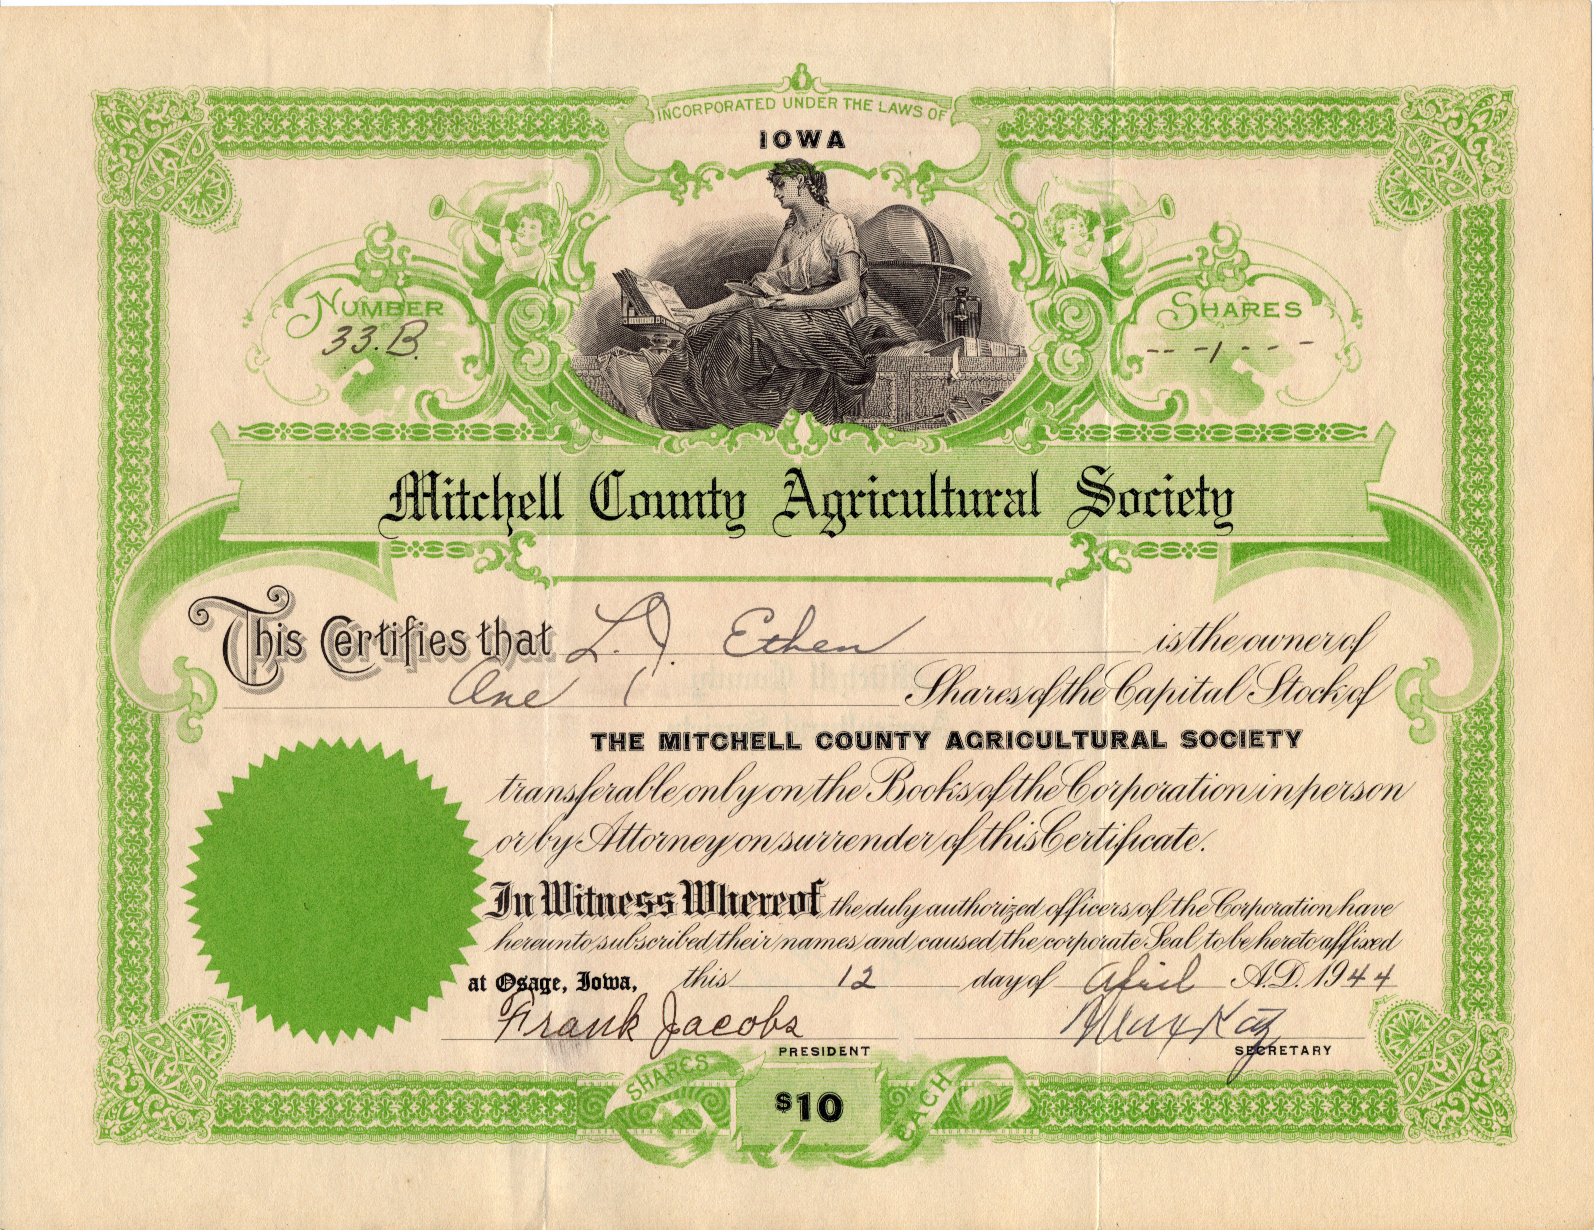 INCORPORATED UNDER THE LAWS OF
IOWA
NUMBER
33.B.
SHARES
- - - 1 - - - -
Mitchell County Agricultural Society
This Certifies that L. J. Ethen is the owner of
One 1 Shares of the Capital Stock of
THE MITCHELL COUNTY AGRICULTURAL SOCIETY
transferable only on the Books of the Corporation in person
or by Attorney on surrender of this Certificate.
In Witness Whereof the duly authorized officers of the Corporation have
hereunto subscribed their names and caused the corporate Seal to be hereto affixed
at Osage, Iowa, this 12 day of April A.D. 1944
Frank Jacobs
PRESIDENT
SECRETARY
SHARES $10 EACH